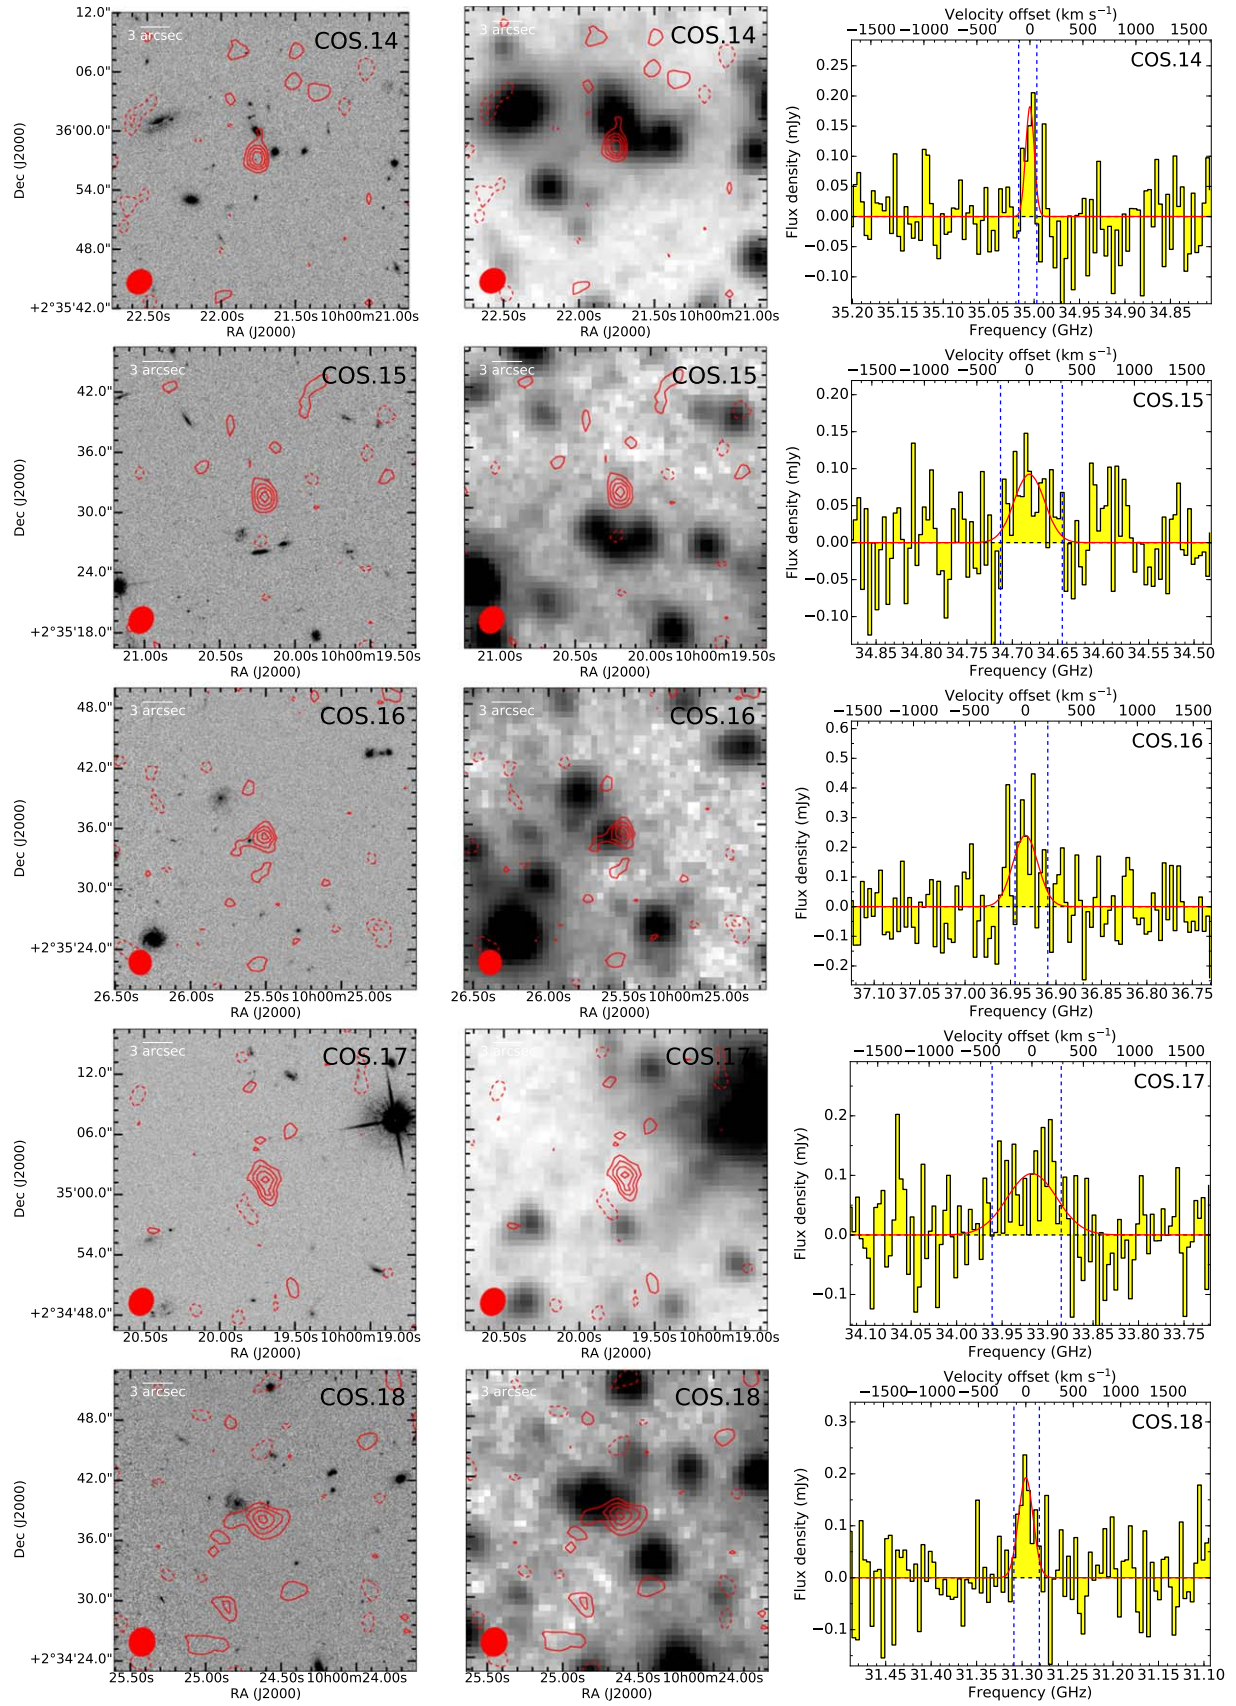 12.0"
06.0"
36'00.0"
54.0"
48.0"
+2°35'42.0"
Dec (J2000)
3 arcsec
COS.14
22.50s 22.00s 21.50s 10h00m21.00s
RA (J2000)
3 arcsec
COS.14
22.50s 22.00s 21.50s 10h00m21.00s
RA (J2000)
Velocity offset (km s⁻¹)
−1500 −1000 −500 0 500 1000 1500
COS.14
0.25
0.20
0.15
0.10
0.05
0.00
−0.05
−0.10
Flux density (mJy)
35.20 35.15 35.10 35.05 35.00 34.95 34.90 34.85
Frequency (GHz)
42.0"
36.0"
30.0"
24.0"
+2°35'18.0"
Dec (J2000)
3 arcsec
COS.15
21.00s 20.50s 20.00s 10h00m19.50s
RA (J2000)
3 arcsec
COS.15
21.00s 20.50s 20.00s 10h00m19.50s
RA (J2000)
Velocity offset (km s⁻¹)
−1000 −500 0 500 1000 1500
COS.15
0.20
0.15
0.10
0.05
0.00
−0.05
−0.10
Flux density (mJy)
34.85 34.80 34.75 34.70 34.65 34.60 34.55 34.50
Frequency (GHz)
48.0"
42.0"
36.0"
30.0"
+2°35'24.0"
Dec (J2000)
3 arcsec
COS.16
26.50s 26.00s 25.50s 10h00m25.00s
RA (J2000)
3 arcsec
COS.16
26.50s 26.00s 25.50s 10h00m25.00s
RA (J2000)
Velocity offset (km s⁻¹)
−1500 −1000 −500 0 500 1000 1500
COS.16
0.6
0.5
0.4
0.3
0.2
0.1
0.0
−0.1
−0.2
Flux density (mJy)
37.10 37.05 37.00 36.95 36.90 36.85 36.80 36.75
Frequency (GHz)
12.0"
06.0"
35'00.0"
54.0"
+2°34'48.0"
Dec (J2000)
3 arcsec
COS.17
20.50s 20.00s 19.50s 10h00m19.00s
RA (J2000)
3 arcsec
COS.17
20.50s 20.00s 19.50s 10h00m19.00s
RA (J2000)
Velocity offset (km s⁻¹)
−1500 −1000 −500 0 500 1000 1500
COS.17
0.2
0.1
0.0
−0.1
Flux density (mJy)
34.10 34.05 34.00 33.95 33.90 33.85 33.80 33.75
Frequency (GHz)
48.0"
42.0"
36.0"
30.0"
+2°34'24.0"
Dec (J2000)
3 arcsec
COS.18
25.50s 25.00s 24.50s 10h00m24.00s
RA (J2000)
3 arcsec
COS.18
25.50s 25.00s 24.50s 10h00m24.00s
RA (J2000)
Velocity offset (km s⁻¹)
−1500 −1000 −500 0 500 1000 1500
COS.18
0.3
0.2
0.1
0.0
−0.1
Flux density (mJy)
31.45 31.40 31.35 31.30 31.25 31.20 31.15 31.10
Frequency (GHz)